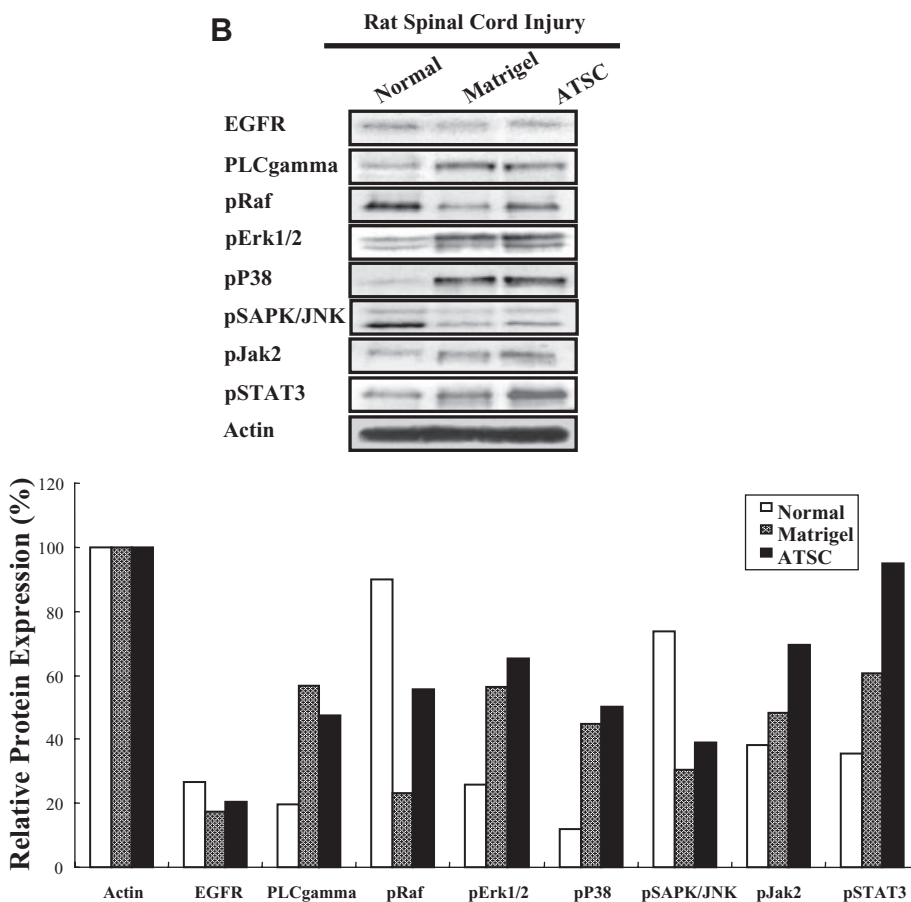 B
Rat Spinal Cord Injury
Normal Matrigel ATSC
EGFR
PLCgamma
pRaf
pErk1/2
pP38
pSAPK/JNK
pJak2
pSTAT3
Actin
Relative Protein Expression (%)
120
100
80
60
40
20
0
Normal
Matrigel
ATSC
Actin EGFR PLCgamma pRaf pErk1/2 pP38 pSAPK/JNK pJak2 pSTAT3